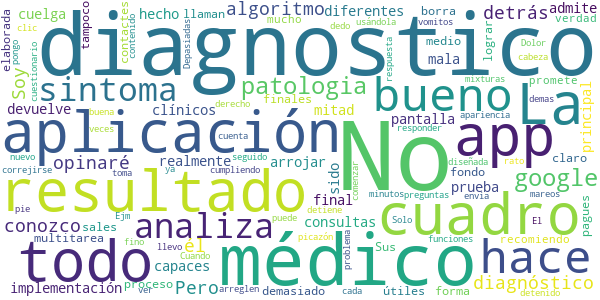 cuelga hecho llaman algoritmo diferentes borra detrás admite
elaborada tampoco Soy contactes mucho usándola dedo vomitos medio mala lograr verdad
clic pongo cuestionario contenido Depasiadas respuesta Dolor cabeza
diagnostico
sintoma patologia bueno La
mixturas promete demas apariencia principal
devuelve clínicos finales mitad buena derecho veces cuenta seguido responder pantalla
aplicación No app
opinaré realmente arrojar nuevo corregirse toma ya cumpliendo comenzar sido claro fondo diseñada rato google
resultado cuadro
pie conozco analiza él final consultas prueba envia pagues
multitarea sales Ejm fino Cuando puede detiene Solo minutos preguntas mareos El
todo médico hace
capaces picazón Sus problema funciones recomiendo diagnóstico
implementación proceso Pero llevo ver demasiado arreglen cada útiles forma detenido